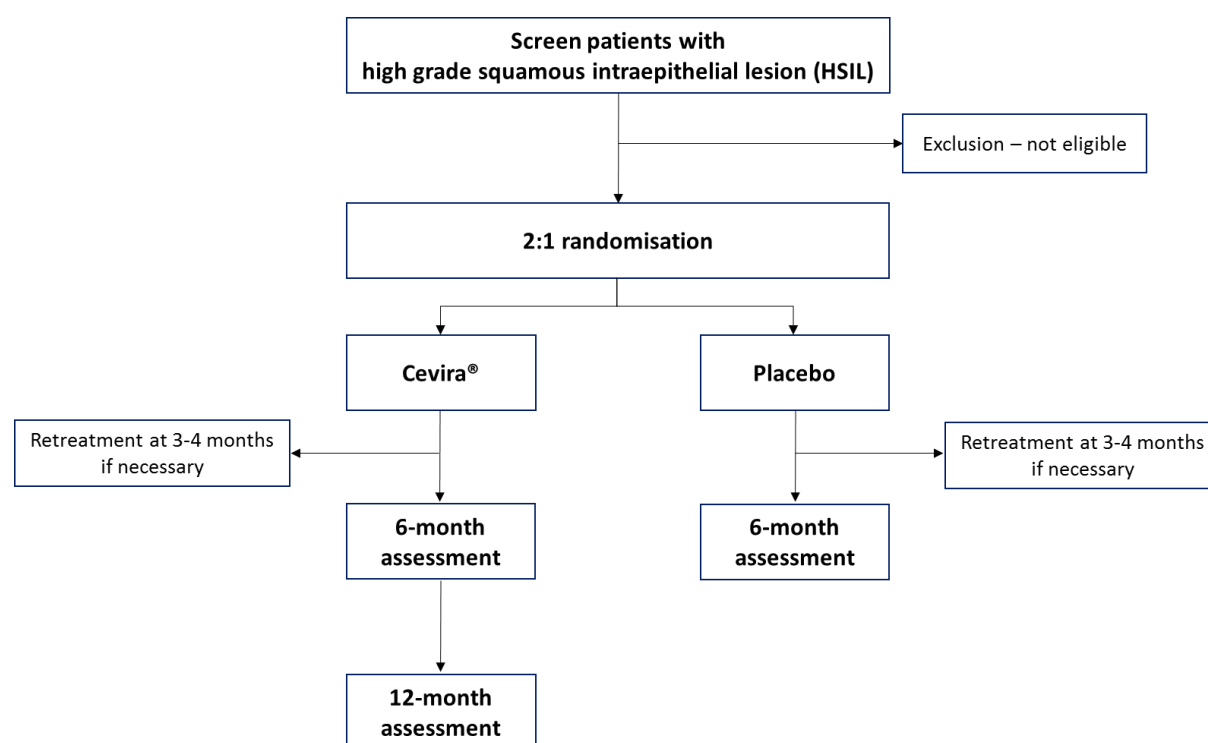 Screen patients with
high grade squamous intraepithelial lesion (HSIL)
Exclusion – not eligible
2:1 randomisation
Cevira®
Placebo
Retreatment at 3-4 months
if necessary
Retreatment at 3-4 months
if necessary
6-month
assessment
6-month
assessment
12-month
assessment